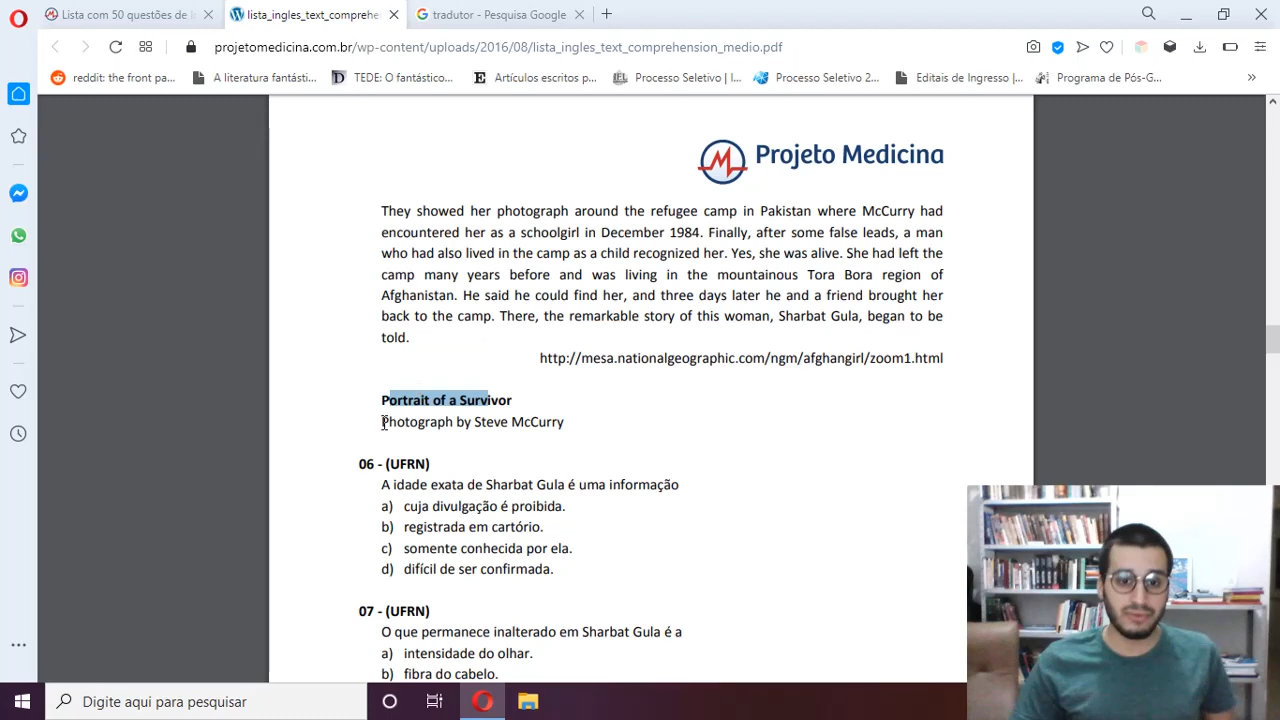 Lista com 50 questões de I
lista_ingles_text_comprehe
tradutor - Pesquisa Google
projetomedicina.com.br/wp-content/uploads/2016/08/lista_ingles_text_comprehension_medio.pdf
reddit: the front pa...
A literatura fantásti...
TEDE: O fantástico...
Artículos escritos p...
Processo Seletivo | I...
Processo Seletivo 2...
Editais de Ingresso |...
Programa de Pós-G...
Projeto Medicina
They showed her photograph around the refugee camp in Pakistan where McCurry had
encountered her as a schoolgirl in December 1984. Finally, after some false leads, a man
who had also lived in the camp as a child recognized her. Yes, she was alive. She had left the
camp many years before and was living in the mountainous Tora Bora region of
Afghanistan. He said he could find her, and three days later he and a friend brought her
back to the camp. There, the remarkable story of this woman, Sharbat Gula, began to be
told.
http://mesa.nationalgeographic.com/ngm/afghangirl/zoom1.html
Portrait of a Survivor
Photograph by Steve McCurry
06 - (UFRN)
A idade exata de Sharbat Gula é uma informação
a) cuja divulgação é proibida.
b) registrada em cartório.
c) somente conhecida por ela.
d) difícil de ser confirmada.
07 - (UFRN)
O que permanece inalterado em Sharbat Gula é a
a) intensidade do olhar.
b) fibra do cabelo.
Digite aqui para pesquisar